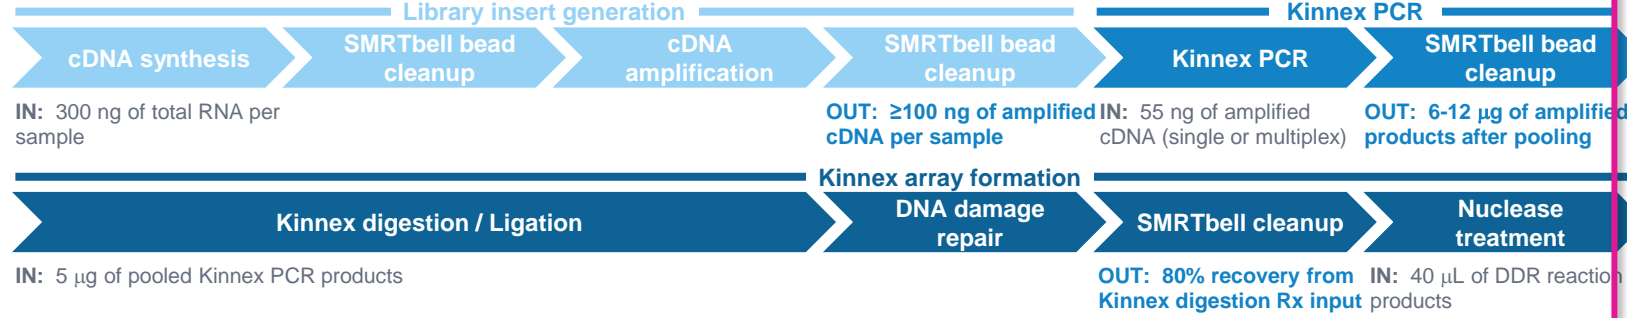 Library insert generation
Kinnex PCR
cDNA synthesis
SMRTbell bead
cleanup
cDNA
amplification
SMRTbell bead
cleanup
Kinnex PCR
SMRTbell bead
cleanup
IN: 300 ng of total RNA per
sample
OUT: ≥100 ng of amplified
cDNA per sample
IN: 55 ng of amplified
cDNA (single or multiplex)
OUT: 6-12 μg of amplified
products after pooling
Kinnex array formation
Kinnex digestion / Ligation
DNA damage
repair
SMRTbell cleanup
Nuclease
treatment
IN: 5 μg of pooled Kinnex PCR products
OUT: 80% recovery from
Kinnex digestion Rx input
IN: 40 μL of DDR reaction
products